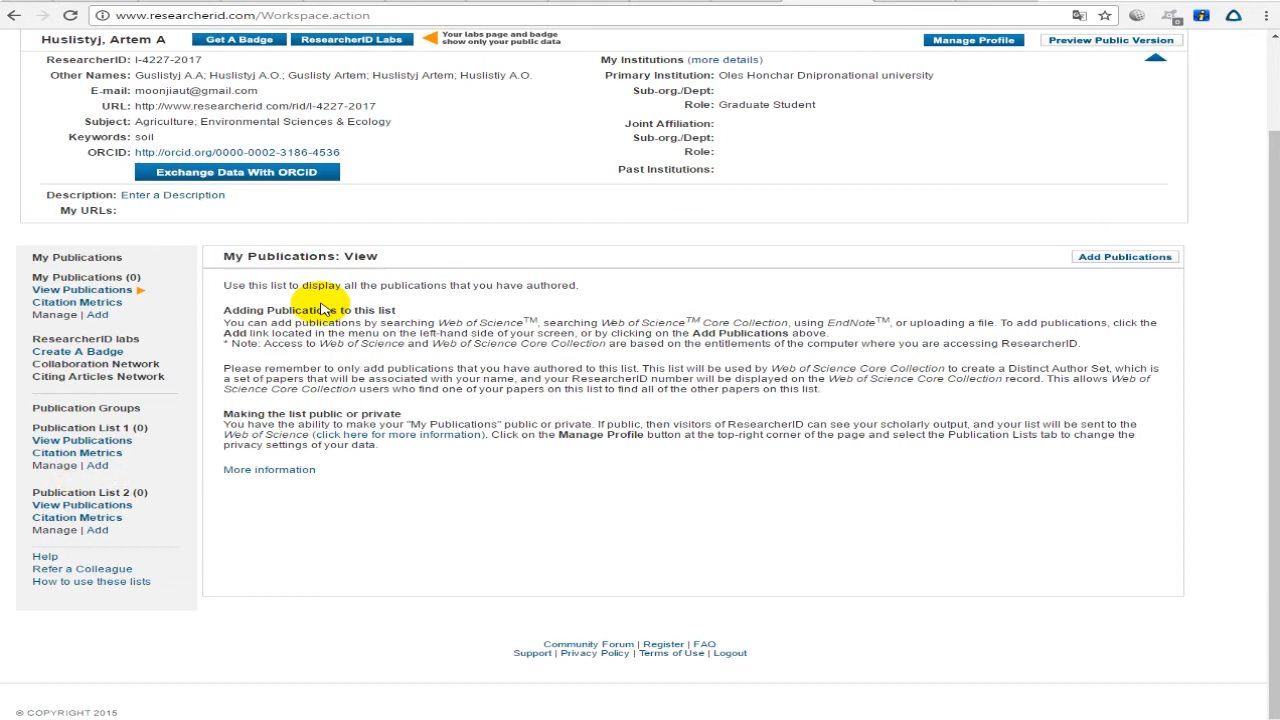 www.researcherid.com/Workspace.action
Huslistyj, Artem A
Get A Badge
ResearcherID Labs
Your labs page and badge
show only your public data
Manage Profile
Preview Public Version
ResearcherID: I-4227-2017
Other Names: Guslistyj A.A; Huslistyj A.O.; Guslisty Artem; Huslistyj Artem; Huslistiy A.O.
E-mail: moonjiaut@gmail.com
URL: http://www.researcherid.com/rid/I-4227-2017
Subject: Agriculture; Environmental Sciences & Ecology
Keywords: soil
ORCID: http://orcid.org/0000-0002-3186-4536
Exchange Data With ORCID
My Institutions (more details)
Primary Institution: Oles Honchar Dnipronational university
Sub-org./Dept:
Role: Graduate Student
Joint Affiliation:
Sub-org./Dept:
Role:
Past Institutions:
Description: Enter a Description
My URLs:
My Publications
My Publications (0)
View Publications
Citation Metrics
Manage | Add
ResearcherID labs
Create A Badge
Collaboration Network
Citing Articles Network
Publication Groups
Publication List 1 (0)
View Publications
Citation Metrics
Manage | Add
Publication List 2 (0)
View Publications
Citation Metrics
Manage | Add
Help
Refer a Colleague
How to use these lists
My Publications: View
Add Publications
Use this list to display all the publications that you have authored.
Adding Publications to this list
You can add publications by searching Web of Science™, searching Web of Science™ Core Collection, using EndNote™, or uploading a file. To add publications, click the
Add link located in the menu on the left-hand side of your screen, or by clicking on the Add Publications above.
* Note: Access to Web of Science and Web of Science Core Collection are based on the entitlements of the computer where you are accessing ResearcherID.
Please remember to only add publications that you have authored to this list. This list will be used by Web of Science Core Collection to create a Distinct Author Set, which is
a set of papers that will be associated with your name, and your ResearcherID number will be displayed on the Web of Science Core Collection record. This allows Web of
Science Core Collection users who find one of your papers on this list to find all of the other papers on this list.
Making the list public or private
You have the ability to make your "My Publications" public or private. If public, then visitors of ResearcherID can see your scholarly output, and your list will be sent to the
Web of Science (click here for more information). Click on the Manage Profile button at the top-right corner of the page and select the Publication Lists tab to change the
privacy settings of your data.
More information
Community Forum | Register | FAQ
Support | Privacy Policy | Terms of Use | Logout
© COPYRIGHT 2015